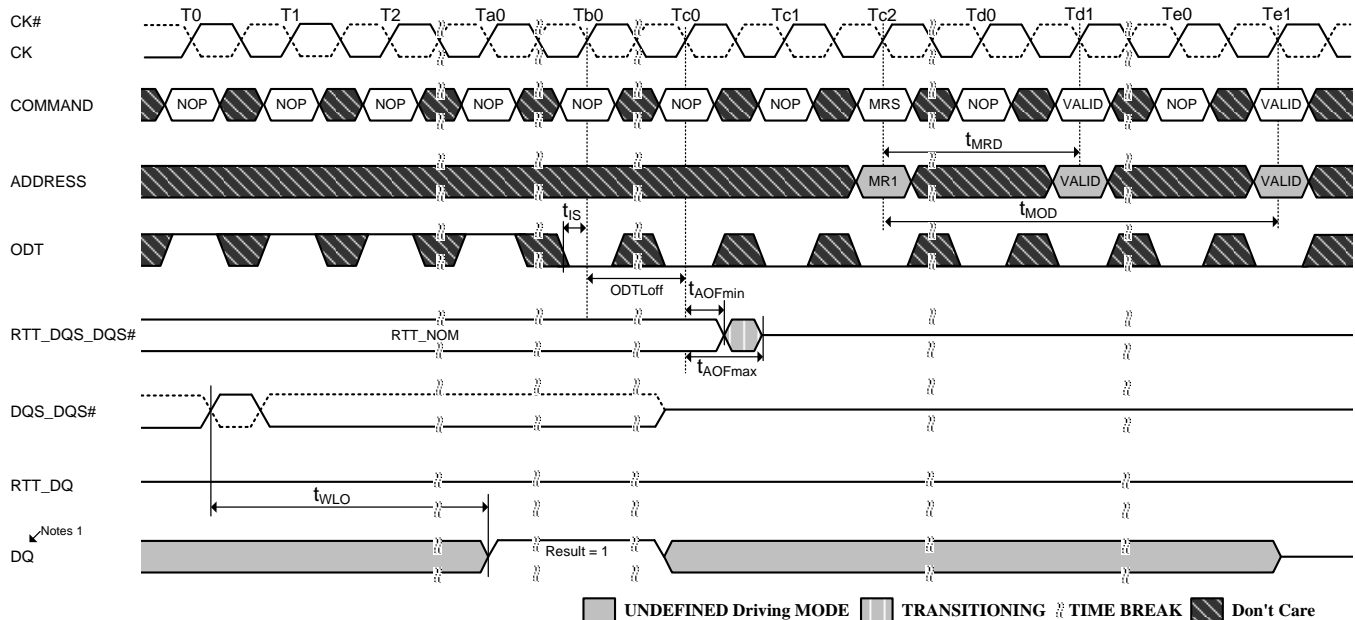 CK#
CK
T0 T1 T2 Ta0 Tb0 Tc0 Tc1 Tc2 Td0 Td1 Te0 Te1
COMMAND
NOP NOP NOP NOP NOP NOP NOP MRS NOP VALID NOP VALID
tMRD
ADDRESS
MR1 VALID VALID
tMOD
tIS
ODT
ODTLoff
tAOFmin
RTT_DQS_DQS#
RTT_NOM
tAOFmax
DQS_DQS#
RTT_DQ
tWLO
Notes 1
DQ
Result = 1
UNDEFINED Driving MODE TRANSITIONING TIME BREAK Don't Care